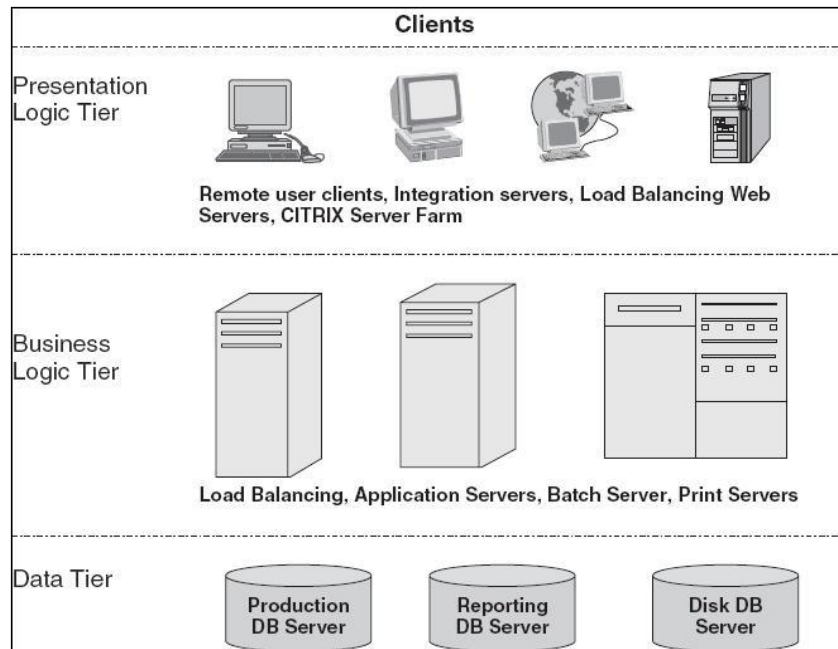 Clients
Presentation
Logic Tier
Remote user clients, Integration servers, Load Balancing Web
Servers, CITRIX Server Farm
Business
Logic Tier
Load Balancing, Application Servers, Batch Server, Print Servers
Data Tier
Production
DB Server
Reporting
DB Server
Disk DB
Server